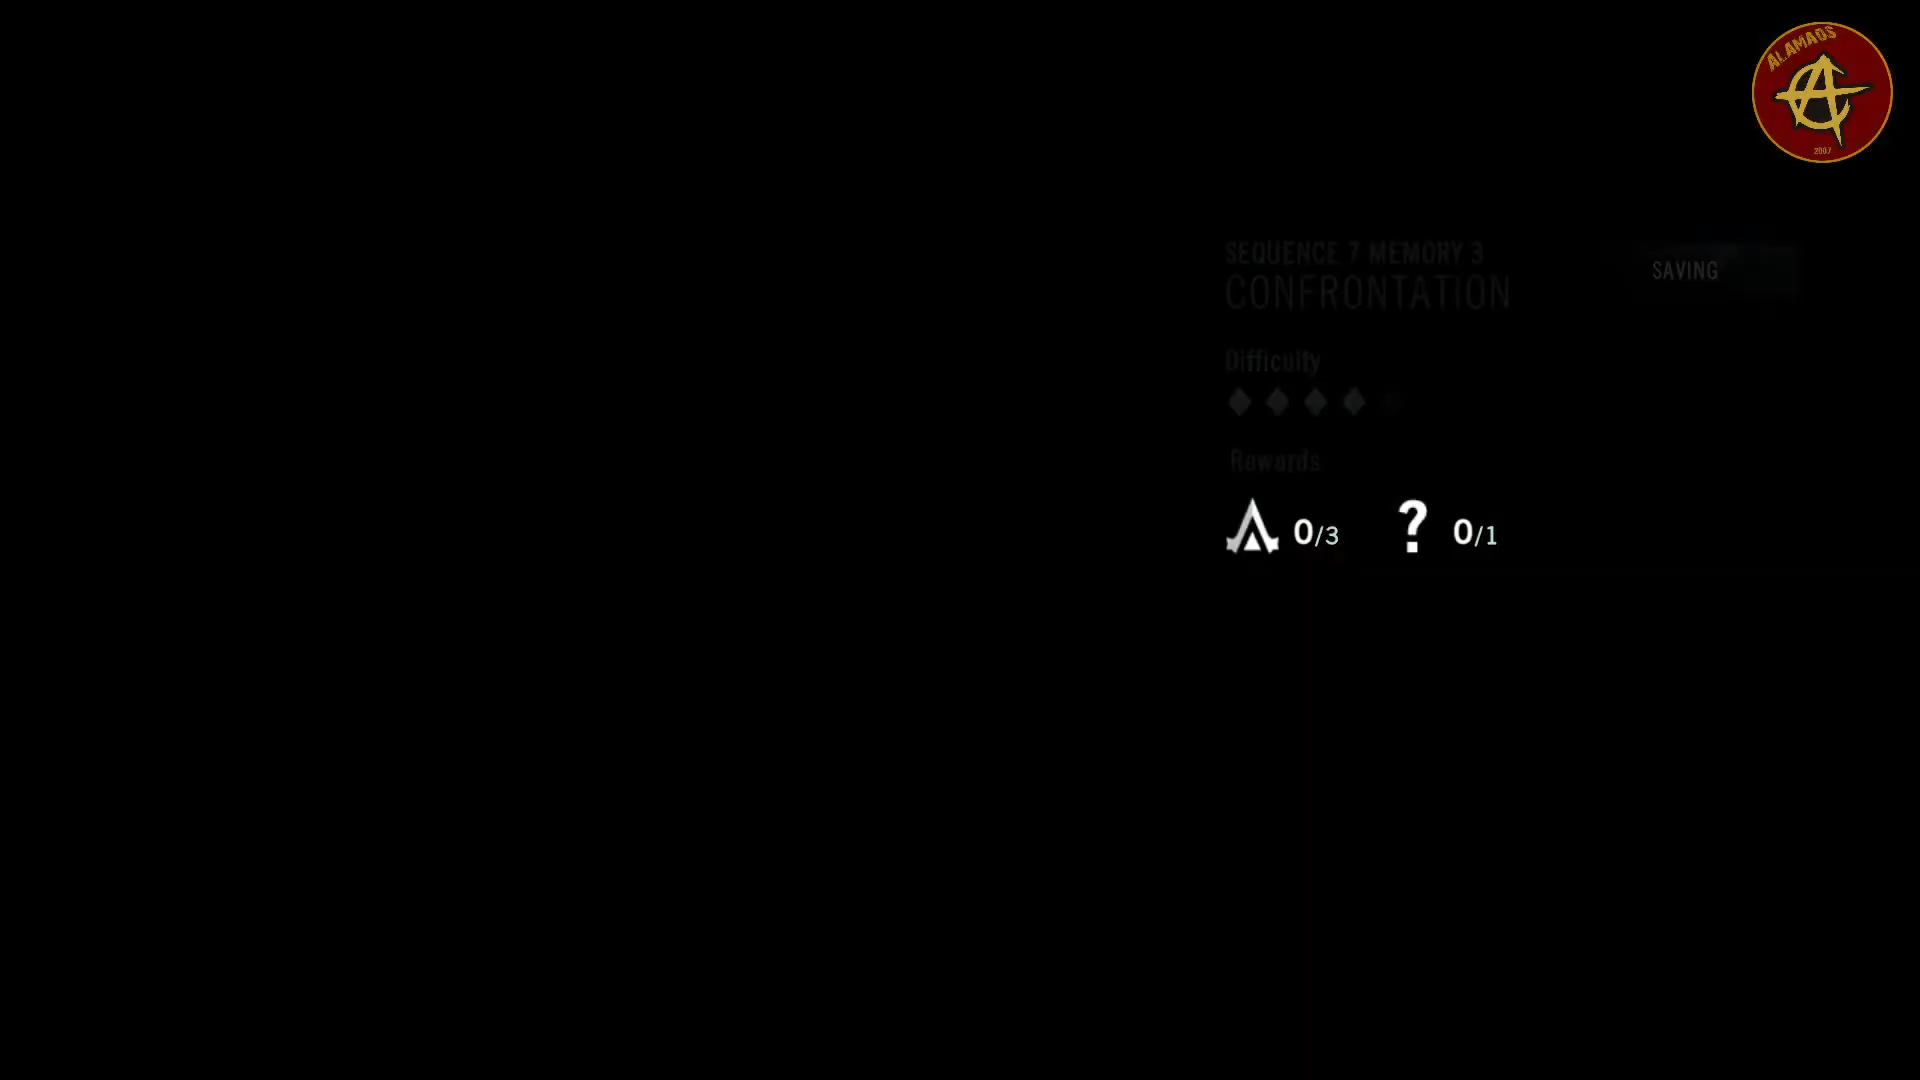 ALAMAOS
2007
SEQUENCE 7 MEMORY 3
CONFRONTATION
SAVING
Difficulty
Rewards
0/3 ? 0/1